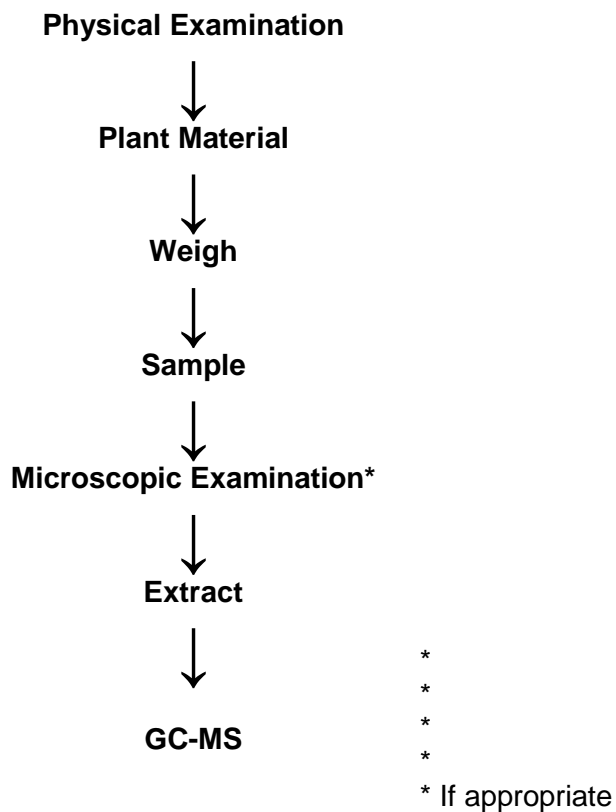 Physical Examination
Plant Material
Weigh
Sample
Microscopic Examination*
Extract
GC-MS
*
*
*
*
* If appropriate